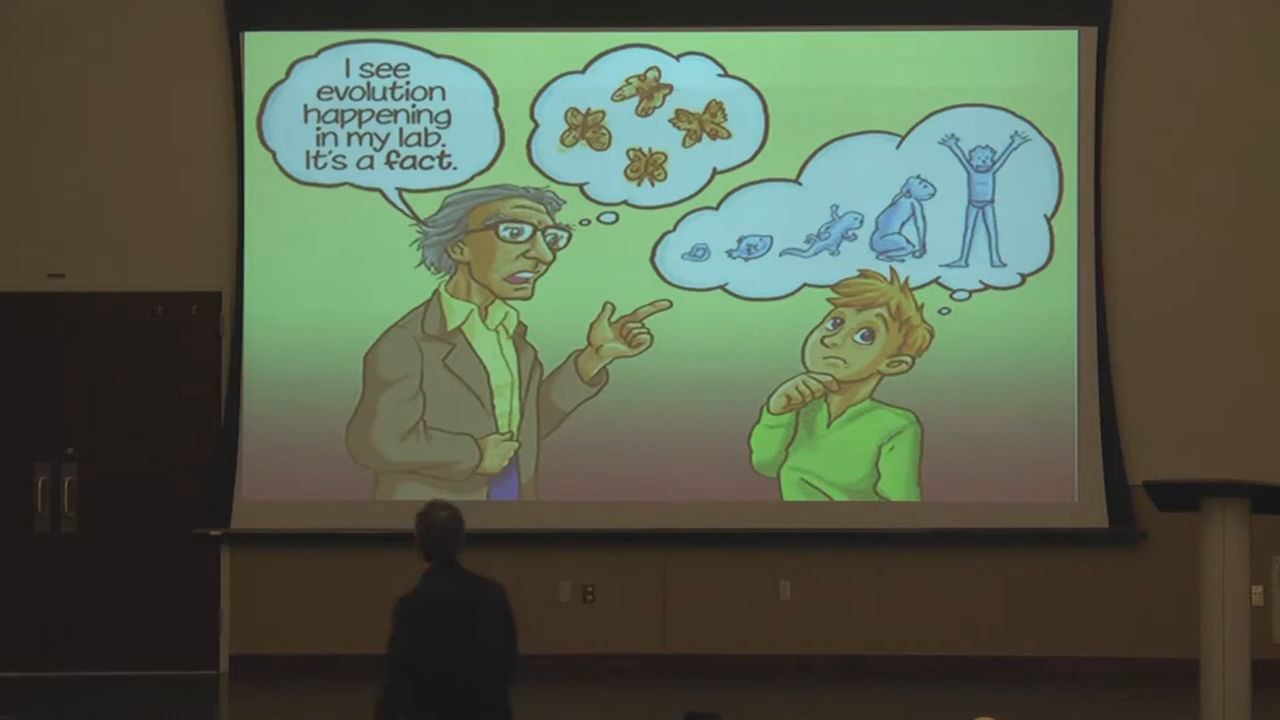 I see
evolution
happening
in my lab.
It's a fact.